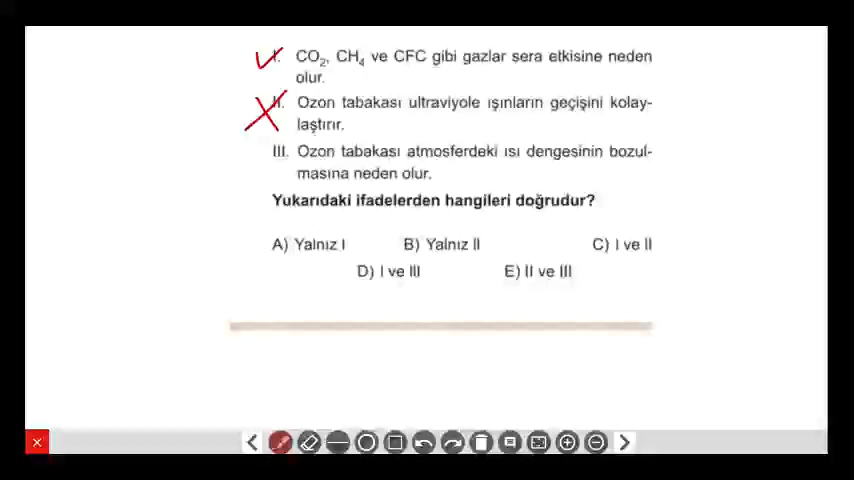 I. CO₂, CH₄ ve CFC gibi gazlar sera etkisine neden
olur.
II. Ozon tabakası ultraviyole ışınların geçişini kolay-
laştırır.
III. Ozon tabakası atmosferdeki ısı dengesinin bozul-
masına neden olur.
Yukarıdaki ifadelerden hangileri doğrudur?
A) Yalnız I B) Yalnız II C) I ve II
D) I ve III E) II ve III